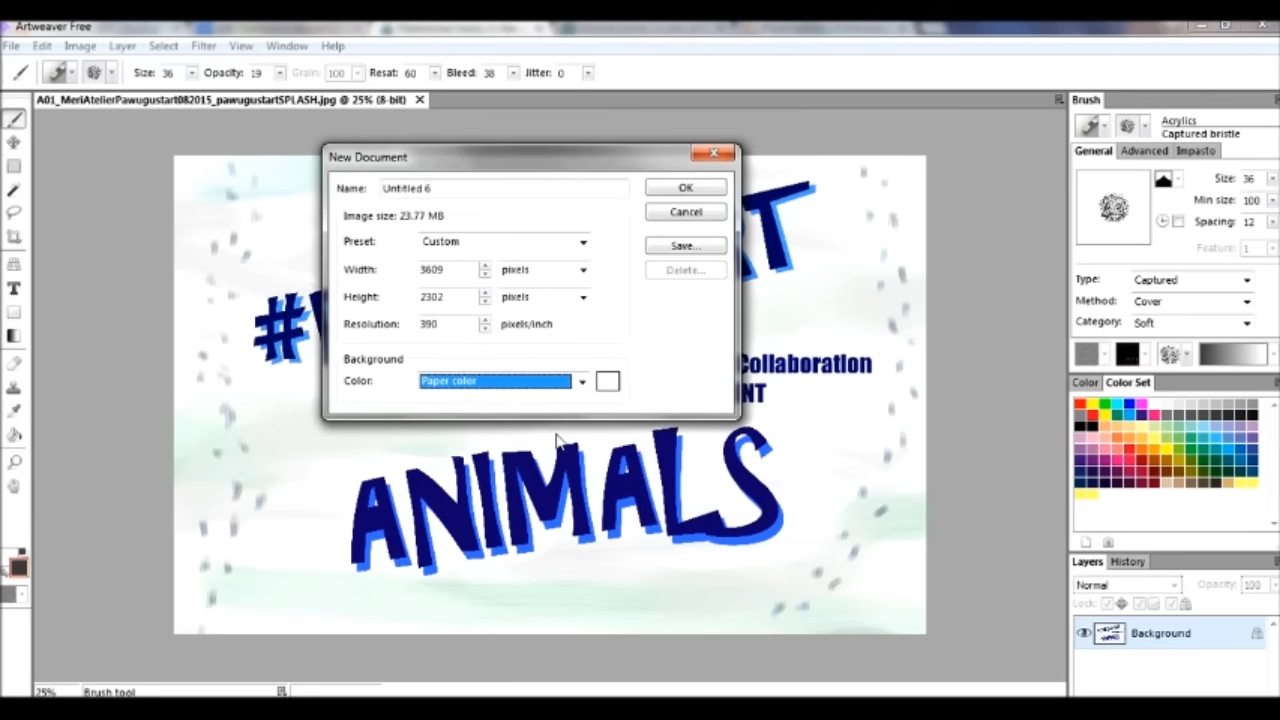 Artweaver Free
File Edit Image Layer Select Filter View Window Help
Size: 36 Opacity: 19 Grain: 100 Resat: 60 Bleed: 38 Jitter: 0
A01_MeriAtelierPawugustart082015_pawugustartSPLASH.jpg @ 25% (8-bit)
New Document
Name: Untitled 6
OK
Image size: 23.77 MB
Cancel
Preset: Custom
Save...
Width: 3609 pixels
Delete...
Height: 2302 pixels
Resolution: 390 pixels/inch
Background
Color: Paper color
T
#
Collaboration
NT
ANIMALS
Brush
Acrylics
Captured bristle
General Advanced Impasto
Size: 36
Min size: 100
Spacing: 12
Feature: 1
Type: Captured
Method: Cover
Category: Soft
Color Color Set
Layers History
Normal Opacity: 100
Lock:
Background
25% Brush tool